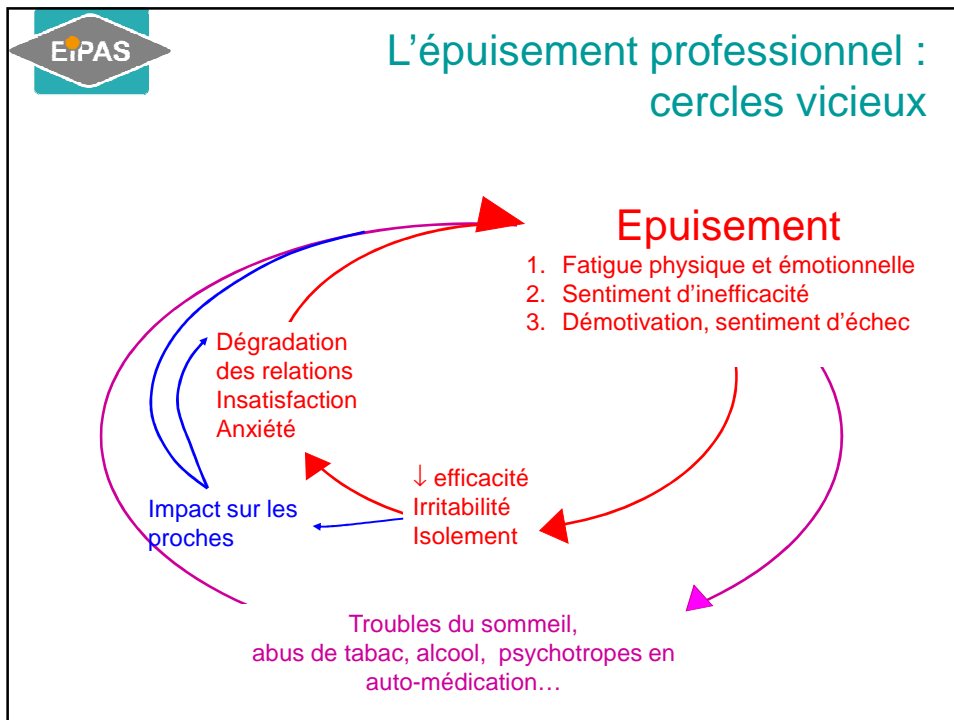 EiPAS
L'épuisement professionnel :
cercles vicieux
Epuisement
1. Fatigue physique et émotionnelle
2. Sentiment d'inefficacité
3. Démotivation, sentiment d'échec
Dégradation
des relations
Insatisfaction
Anxiété
↓ efficacité
Irritabilité
Isolement
Impact sur les
proches
Troubles du sommeil,
abus de tabac, alcool, psychotropes en
auto-médication…